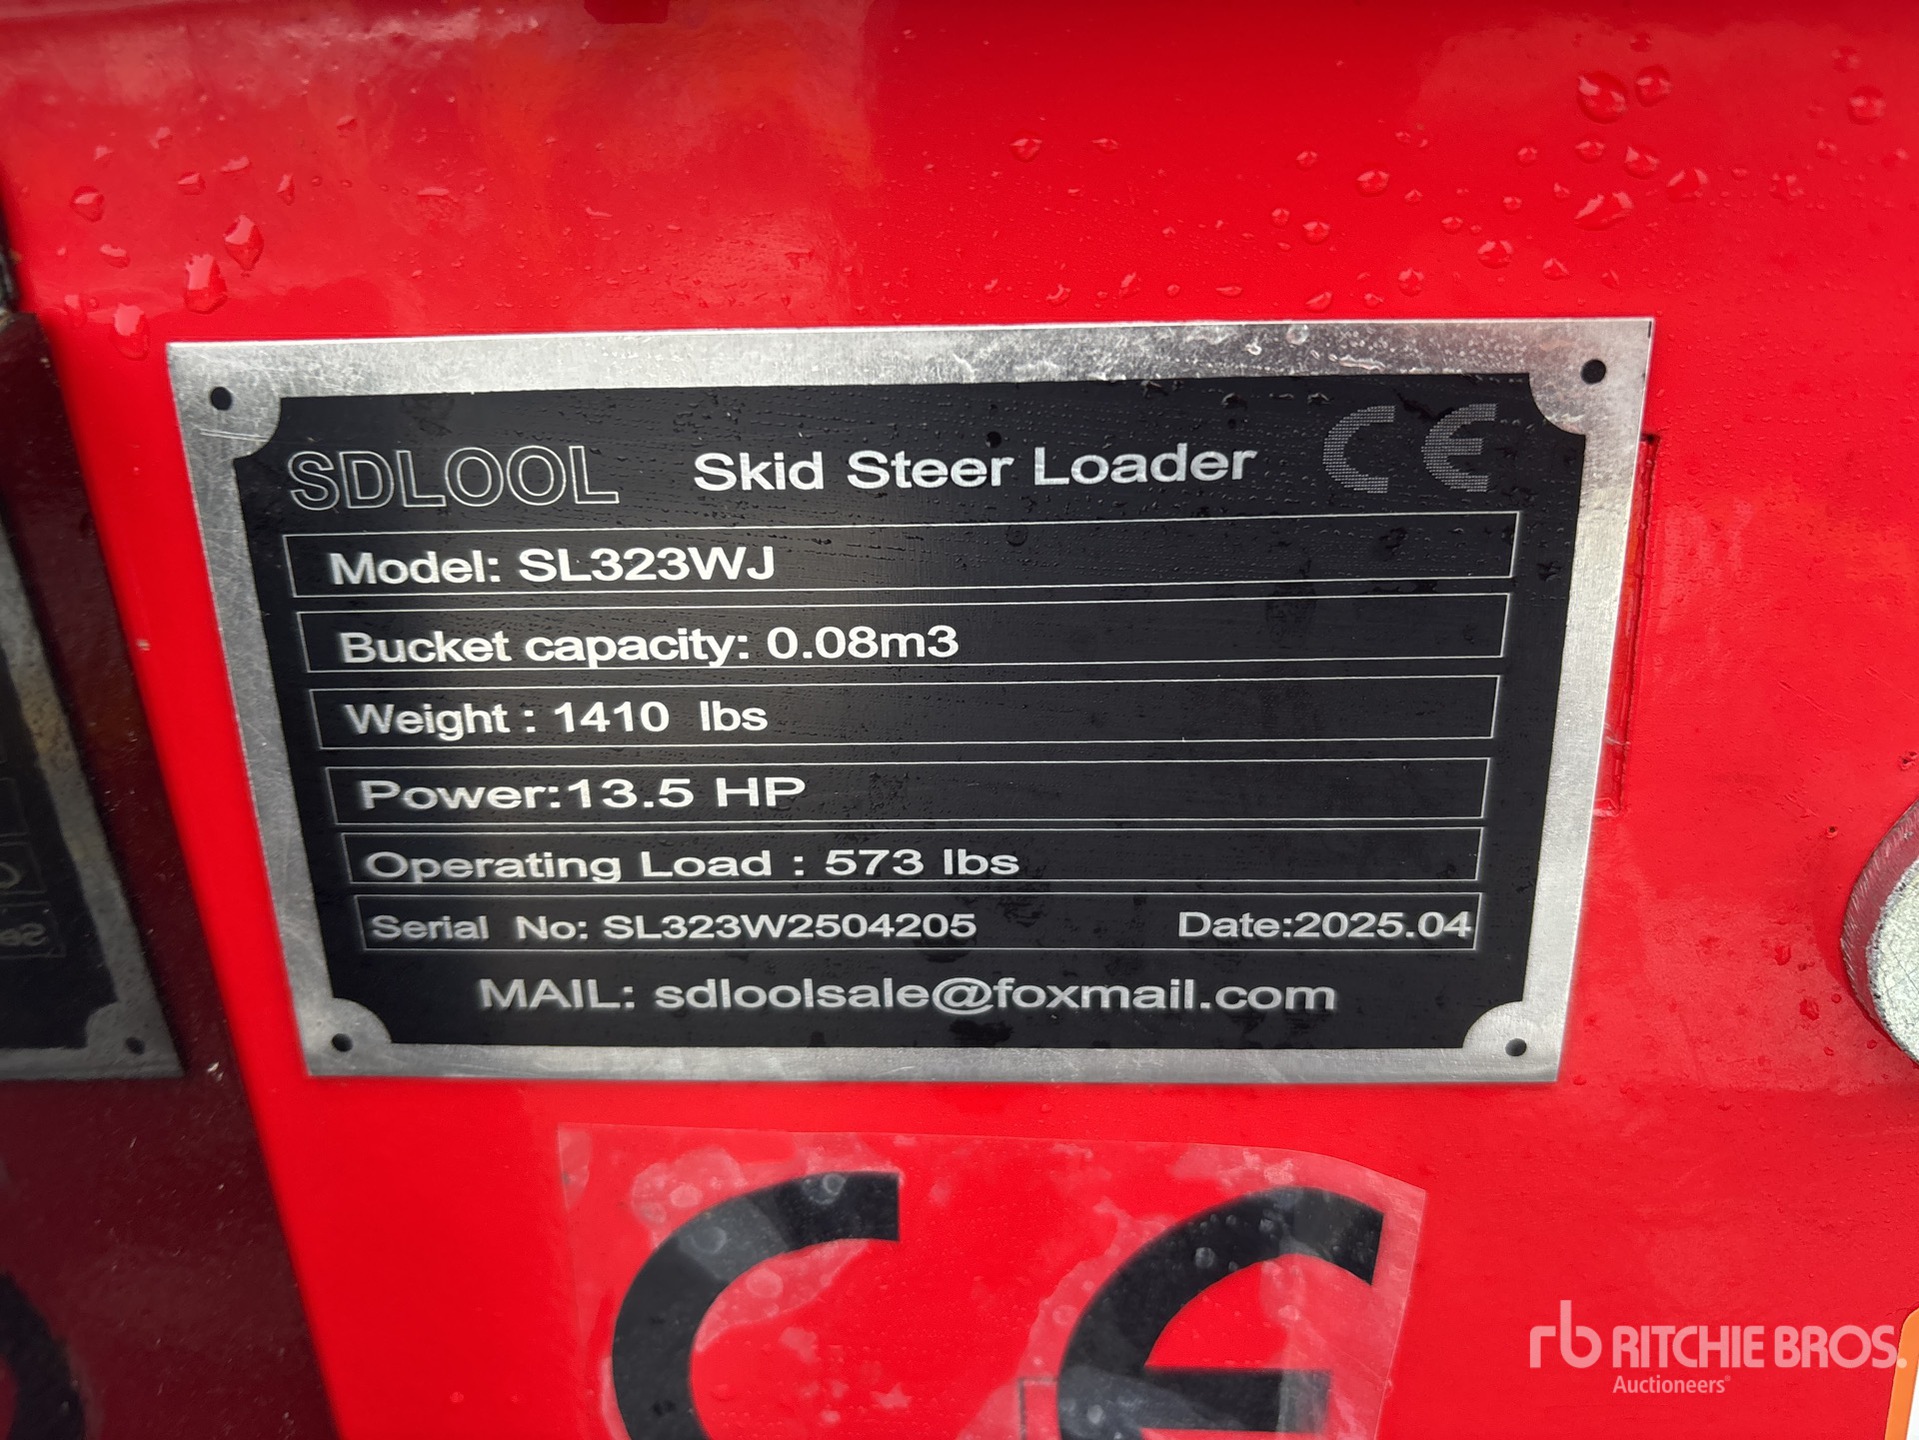 SDLOOL Skid Steer Loader CE
Model: SL323WJ
Bucket capacity: 0.08m3
Weight : 1410 lbs
Power:13.5 HP
Operating Load : 573 lbs
Serial No: SL323W2504205 Date:2025.04
MAIL: sdloolsale@foxmail.com
CE
rb RITCHIE BROS.
Auctioneers®